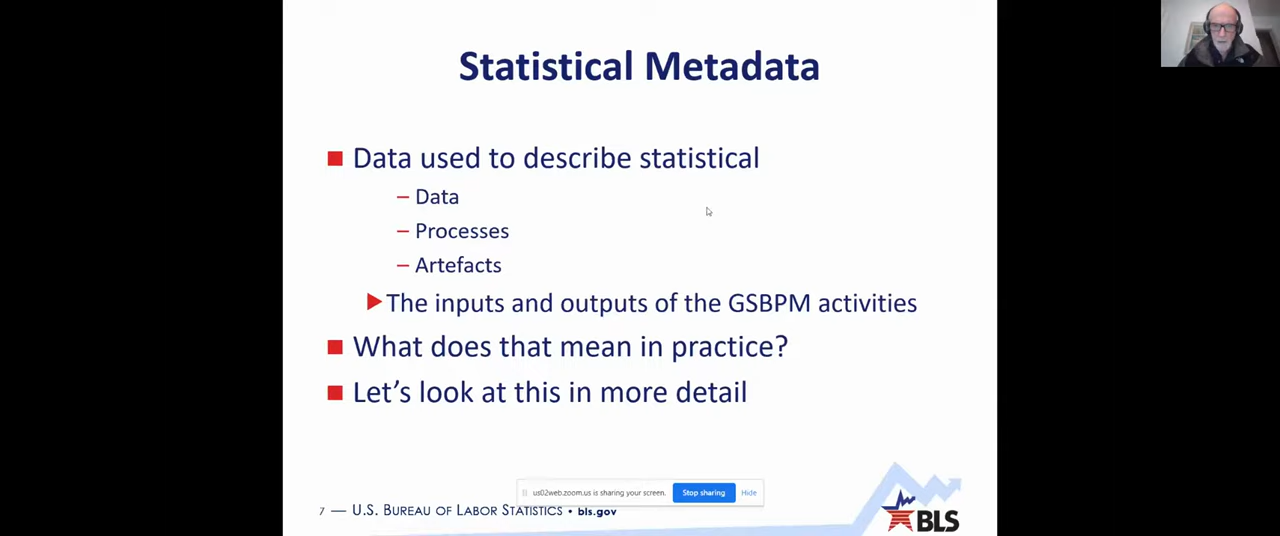 Statistical Metadata
Data used to describe statistical
– Data
– Processes
– Artefacts
The inputs and outputs of the GSBPM activities
What does that mean in practice?
Let's look at this in more detail
us02web.zoom.us is sharing your screen. Stop sharing Hide
7 — U.S. BUREAU OF LABOR STATISTICS • bls.gov
BLS